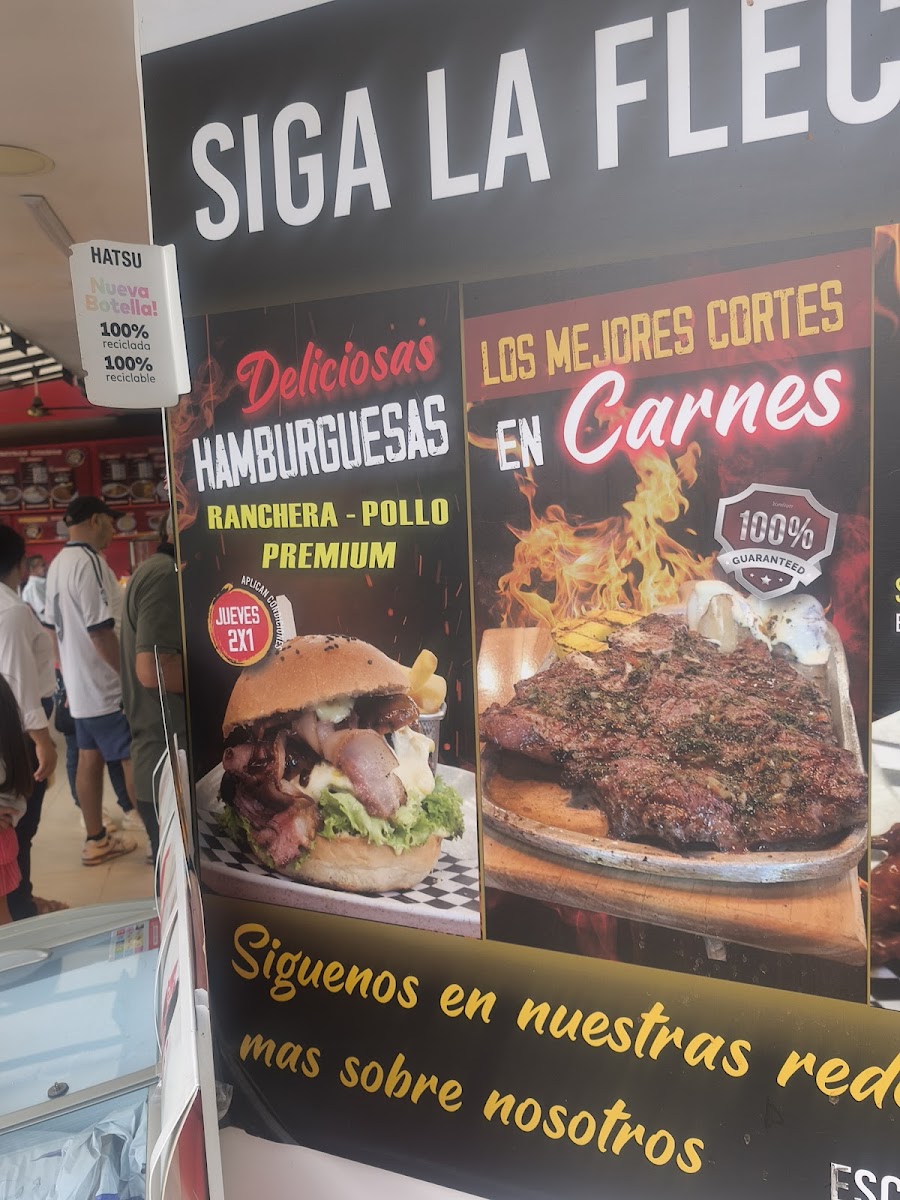 SIGA LA FLEC
HATSU
Nueva
Botella!
100%
reciclada
100%
reciclable
Deliciosas
HAMBURGUESAS
RANCHERA - POLLO
PREMIUM
JUEVES
2X1
APLICAN CONDICIONES
LOS MEJORES CORTES
EN Carnes
100%
GUARANTEED
Siguenos en nuestras rede
mas sobre nosotros
ESC